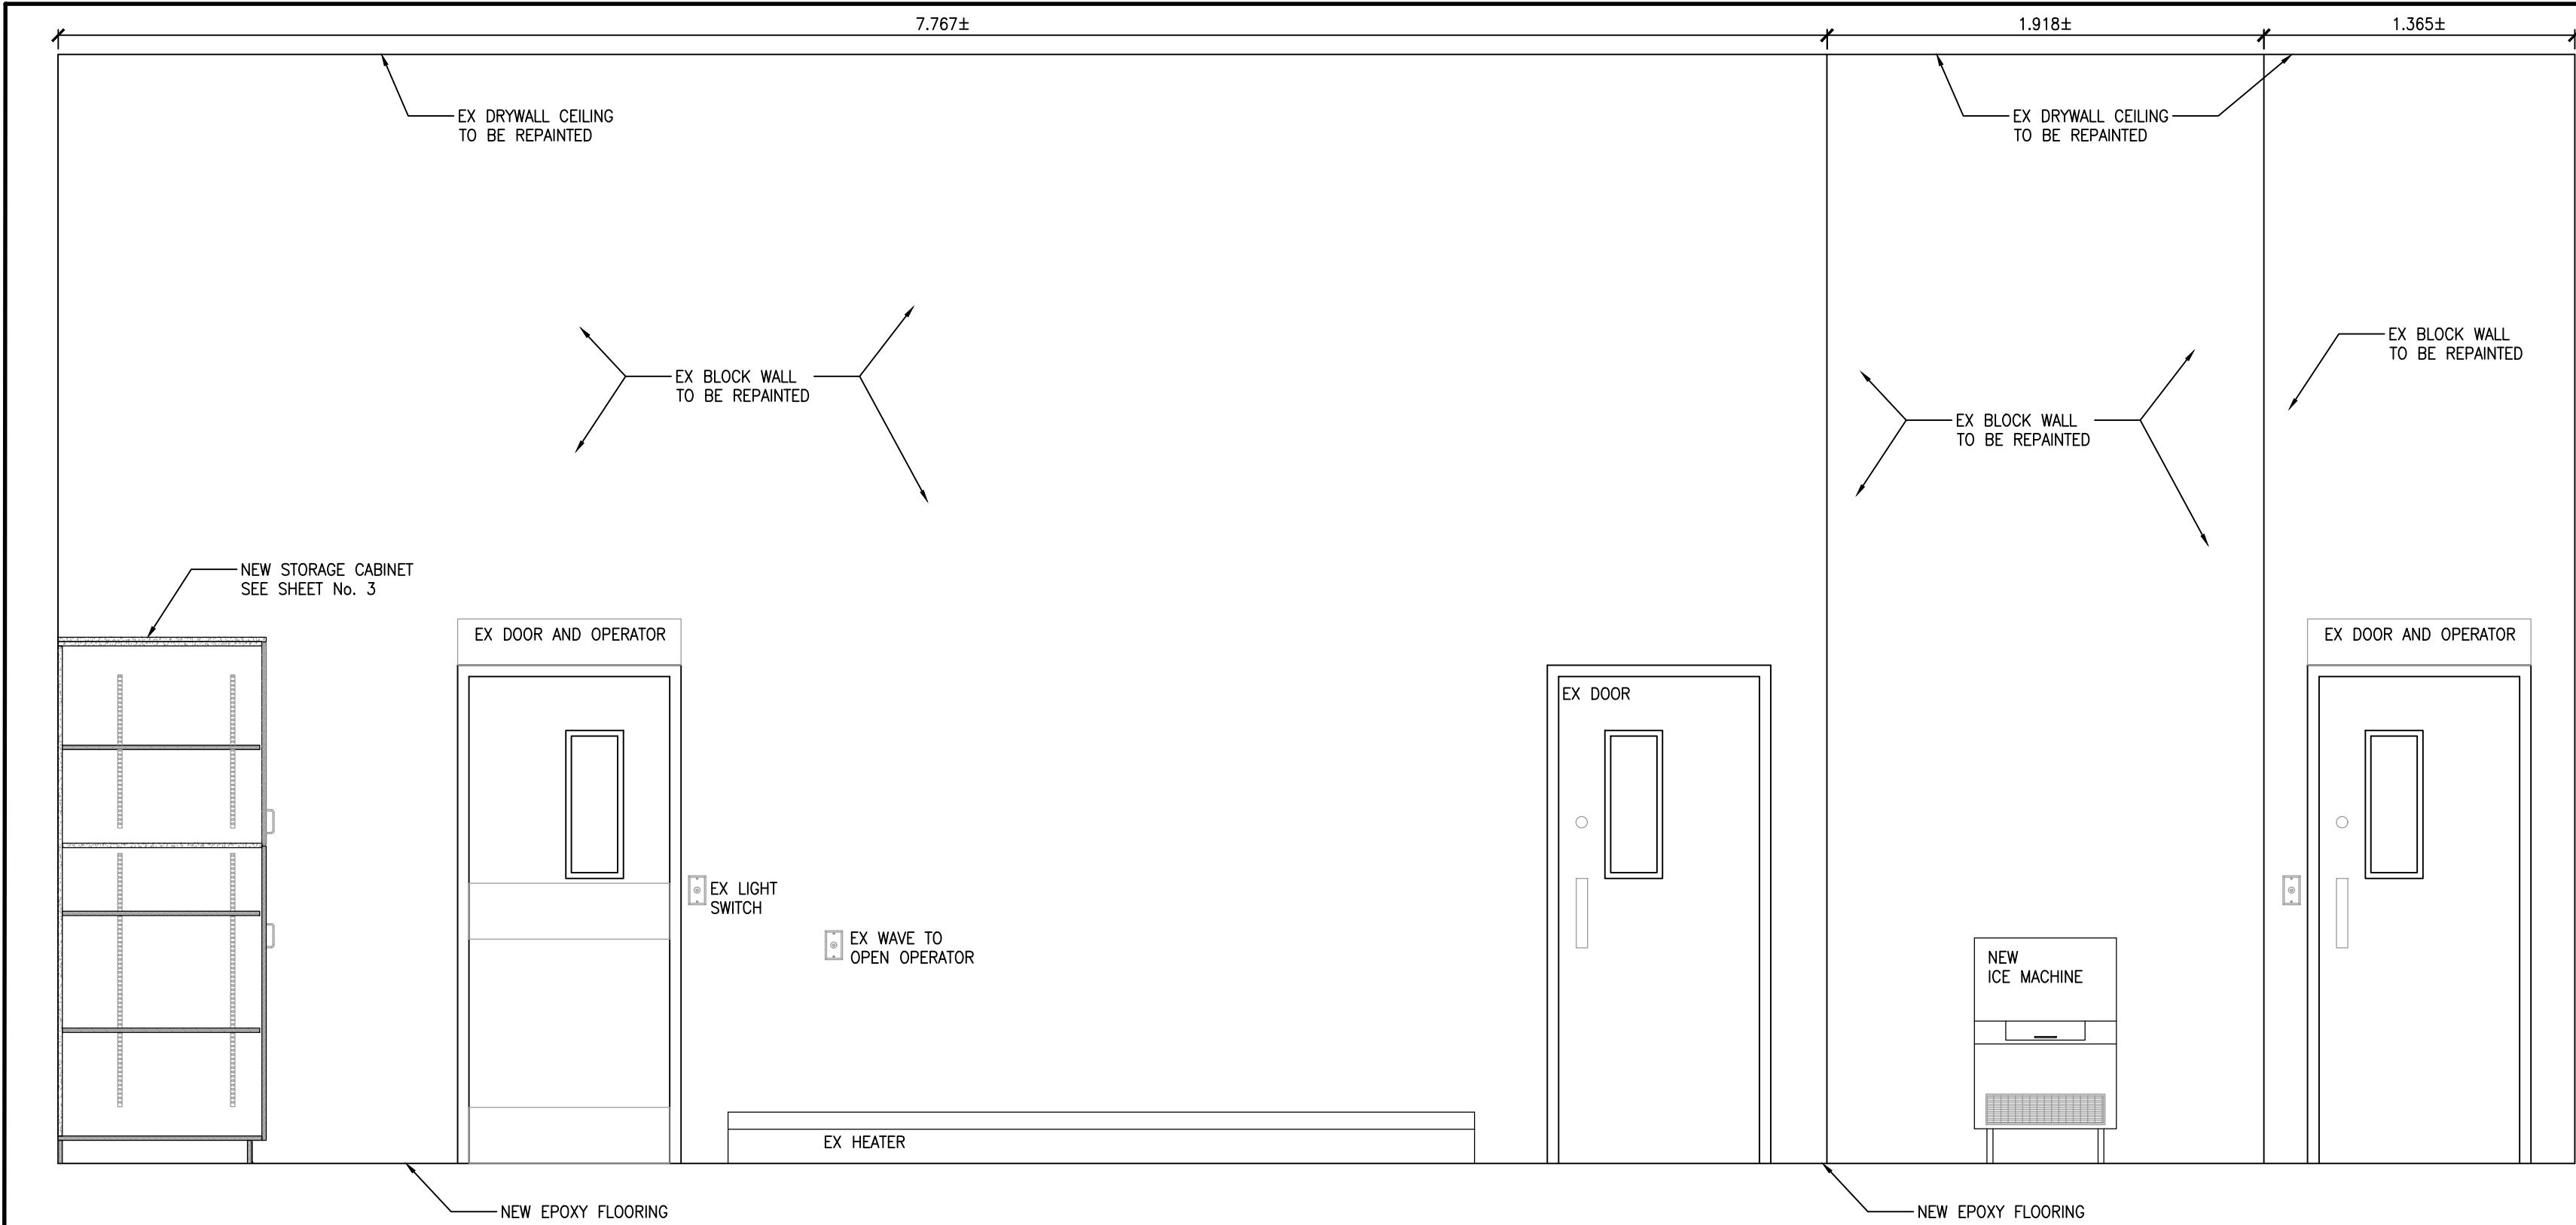 7.767±
1.918±
1.365±
EX DRYWALL CEILING
TO BE REPAINTED
EX DRYWALL CEILING
TO BE REPAINTED
EX BLOCK WALL
TO BE REPAINTED
EX BLOCK WALL
TO BE REPAINTED
EX BLOCK WALL
TO BE REPAINTED
NEW STORAGE CABINET
SEE SHEET No. 3
EX DOOR AND OPERATOR
EX DOOR
EX DOOR AND OPERATOR
EX LIGHT
SWITCH
EX WAVE TO
OPEN OPERATOR
NEW
ICE MACHINE
EX HEATER
NEW EPOXY FLOORING
NEW EPOXY FLOORING